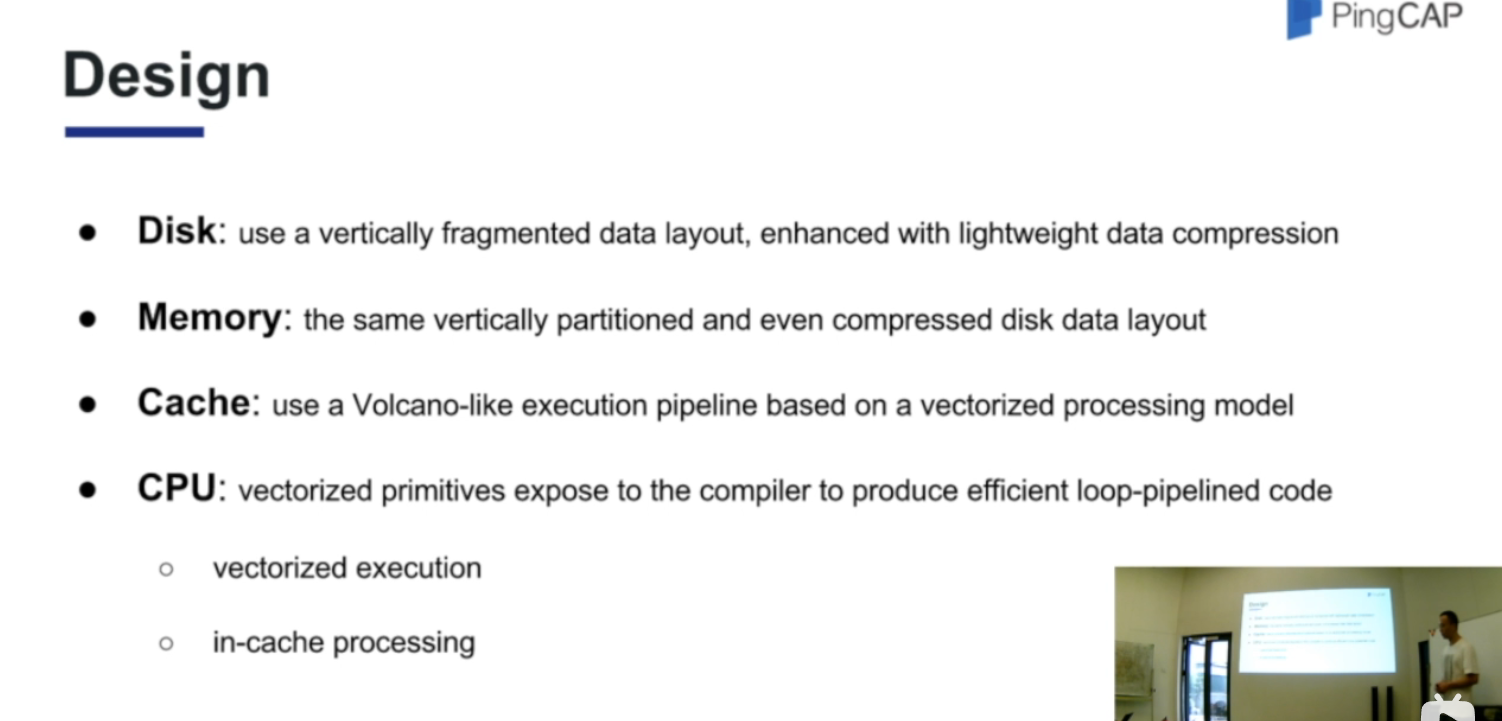 PingCAP
Design
● Disk: use a vertically fragmented data layout, enhanced with lightweight data compression
● Memory: the same vertically partitioned and even compressed disk data layout
● Cache: use a Volcano-like execution pipeline based on a vectorized processing model
● CPU: vectorized primitives expose to the compiler to produce efficient loop-pipelined code
○ vectorized execution
○ in-cache processing